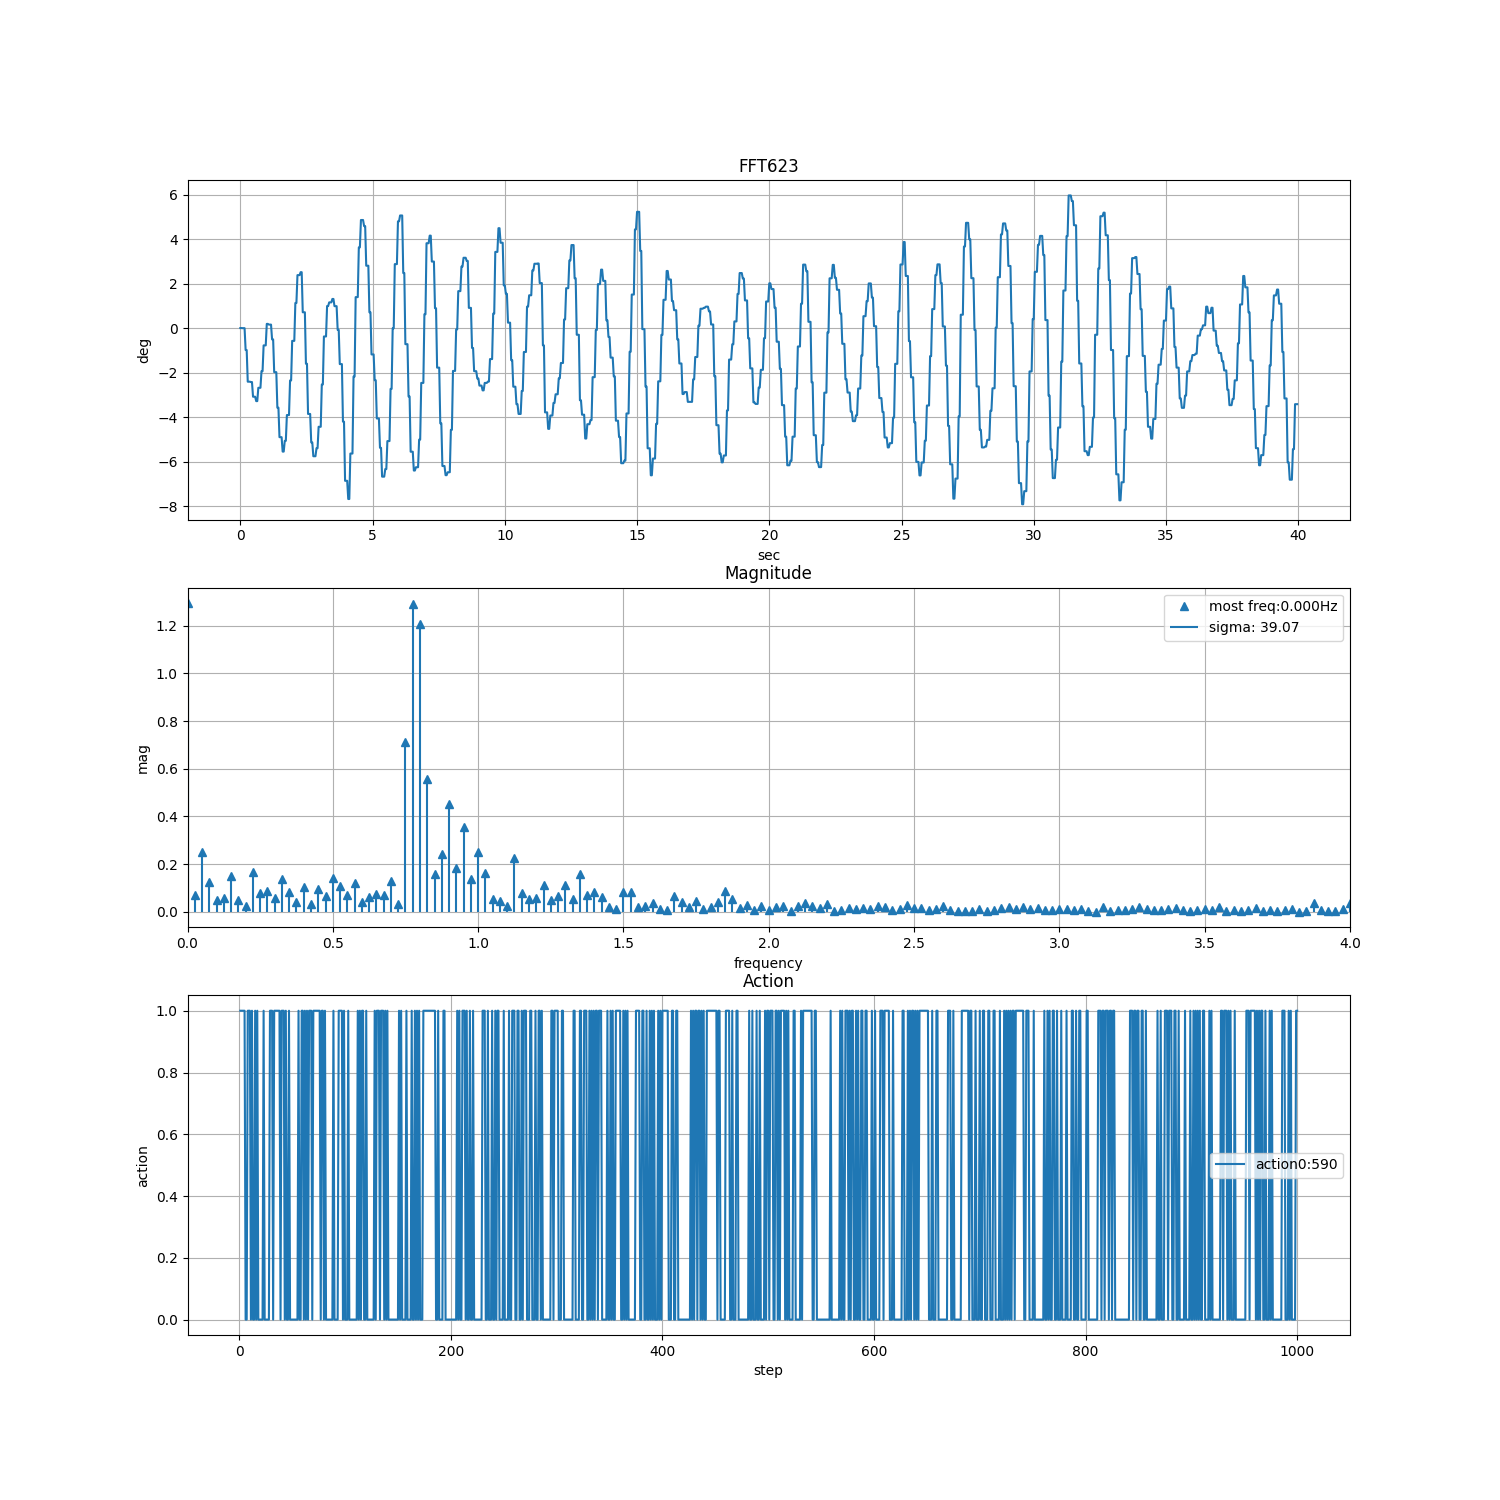 FFT623
6
4
2
0
−2
−4
−6
−8
deg
0 5 10 15 20 25 30 35 40
sec
Magnitude
most freq:0.000Hz
sigma: 39.07
1.2
1.0
0.8
0.6
0.4
0.2
0.0
mag
0.0 0.5 1.0 1.5 2.0 2.5 3.0 3.5 4.0
frequency
Action
1.0
0.8
0.6
0.4
0.2
0.0
action
action0:590
0 200 400 600 800 1000
step